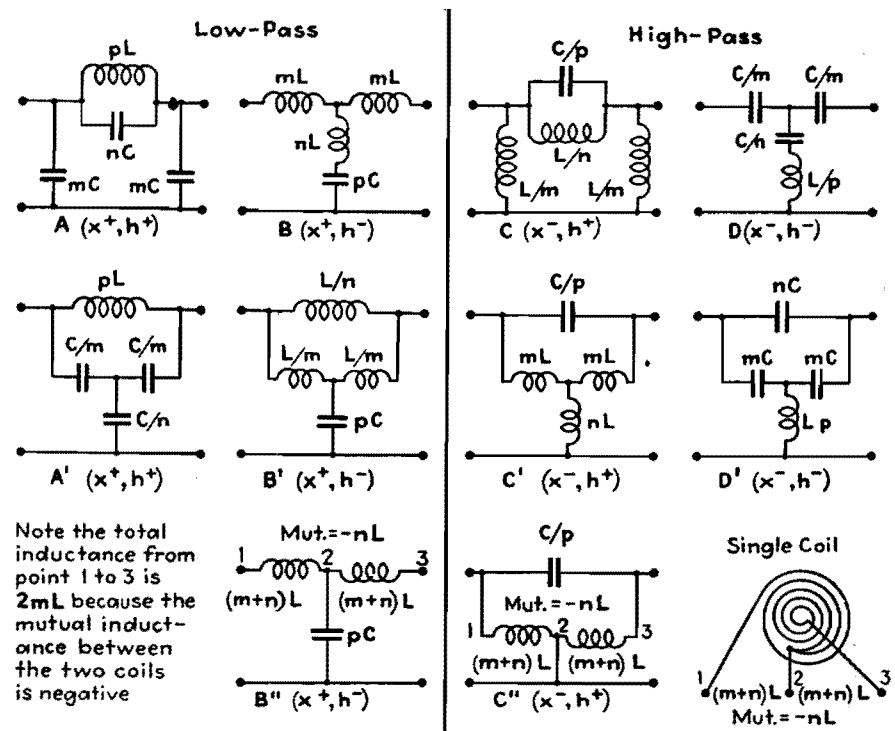 Low-Pass
pL
nC
mC
mC
A (x⁺, h⁺)
mL
mL
nL
pC
B (x⁺, h⁻)
pL
C/m
C/m
C/n
A' (x⁺, h⁺)
L/n
L/m
L/m
pC
B' (x⁺, h⁻)
Note the total
inductance from
point 1 to 3 is
2mL because the
mutual induct-
ance between
the two coils
is negative
Mut.=-nL
1
2
3
(m+n)L
(m+n)L
pC
B" (x⁺, h⁻)
High-Pass
C/p
L/n
L/m
L/m
C (x⁻, h⁺)
C/m
C/m
C/n
L/p
D(x⁻, h⁻)
C/p
mL
mL
nL
C' (x⁻, h⁺)
nC
mC
mC
Lp
D' (x⁻, h⁻)
C/p
Mut.=-nL
1
2
3
(m+n)L
(m+n)L
C" (x⁻, h⁺)
Single Coil
1
2
3
(m+n)L
(m+n)L
Mut.=-nL